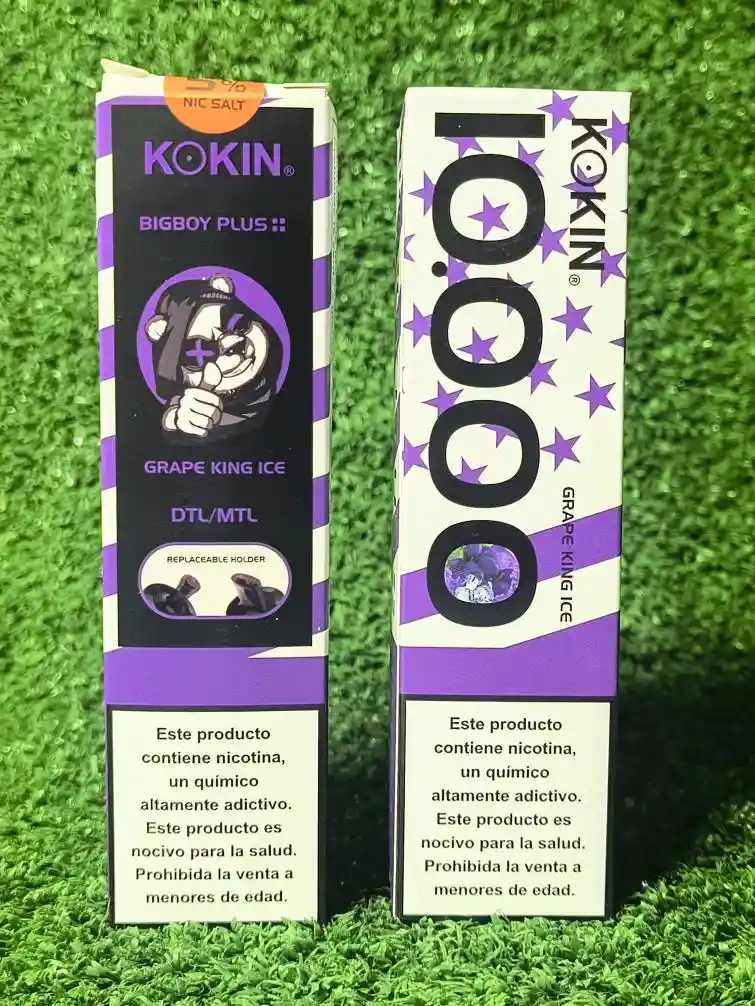 5%
NIC SALT
KOKIN®
BIGBOY PLUS
GRAPE KING ICE
DTL/MTL
REPLACEABLE HOLDER
Este producto
contiene nicotina,
un químico
altamente adictivo.
Este producto es
nocivo para la salud.
Prohibida la venta a
menores de edad.
KOKIN®
10.000
GRAPE KING ICE
Este producto
contiene nicotina,
un químico
altamente adictivo.
Este producto es
nocivo para la salud.
Prohibida la venta a
menores de edad.